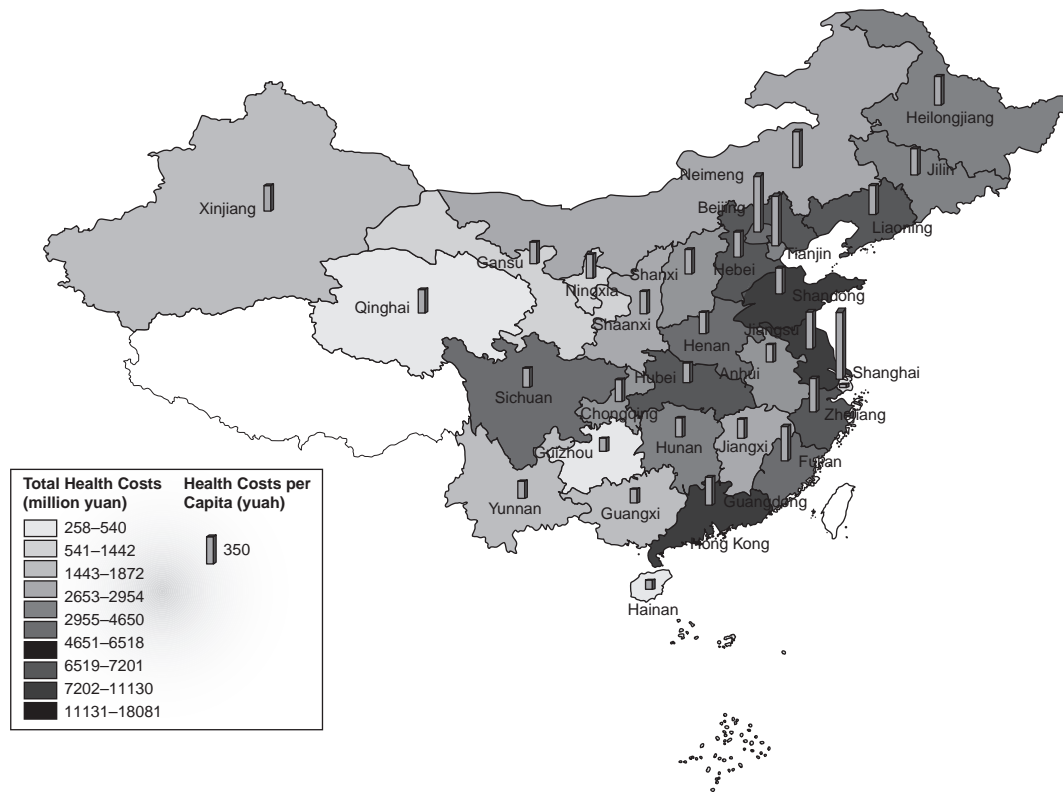 Heilongjiang
Jilin
Neimeng
Xinjiang
Beijing
Liaoning
Tianjin
Gansu
Shanxi
Hebei
Ningxia
Qinghai
Shandong
Shaanxi
Jiangsu
Henan
Anhui
Hubei
Shanghai
Sichuan
Chongqing
Zhejiang
Guizhou
Hunan
Jiangxi
Fujian
Yunnan
Guangxi
Guangdong
Hong Kong
Hainan
Total Health Costs
(million yuan)
Health Costs per
Capita (yuah)
258–540
541–1442
350
1443–1872
2653–2954
2955–4650
4651–6518
6519–7201
7202–11130
11131–18081